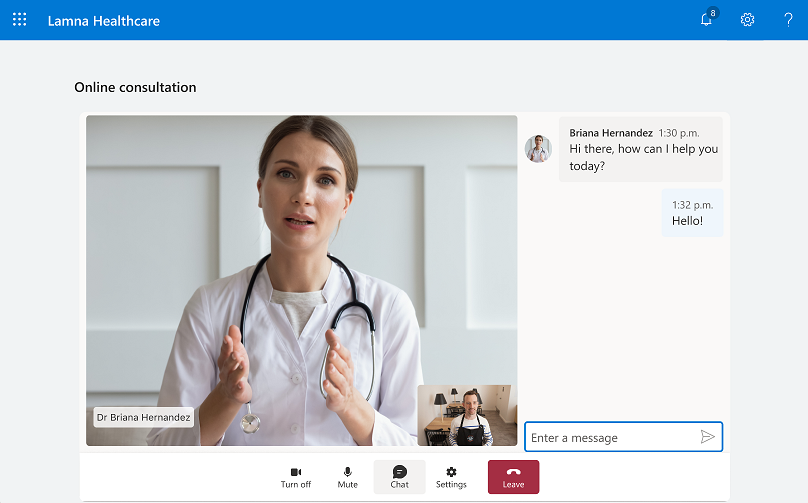 Lamna Healthcare
8
?
Online consultation
Briana Hernandez 1:30 p.m.
Hi there, how can I help you
today?
1:32 p.m.
Hello!
Dr Briana Hernandez
Enter a message
Turn off
Mute
Chat
Settings
Leave